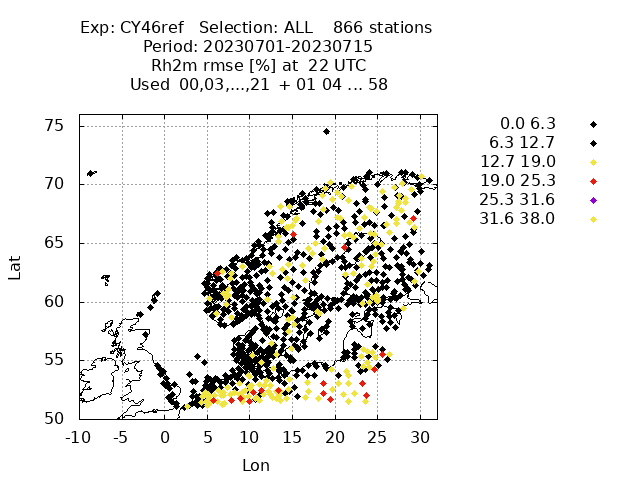 Exp: CY46ref   Selection: ALL    866 stations
Period: 20230701-20230715
Rh2m rmse [%] at  22 UTC
Used  00,03,...,21  + 01 04 ... 58
75
70
65
60
55
50
Lat
-10 -5 0 5 10 15 20 25 30
Lon
0.0 6.3
6.3 12.7
12.7 19.0
19.0 25.3
25.3 31.6
31.6 38.0